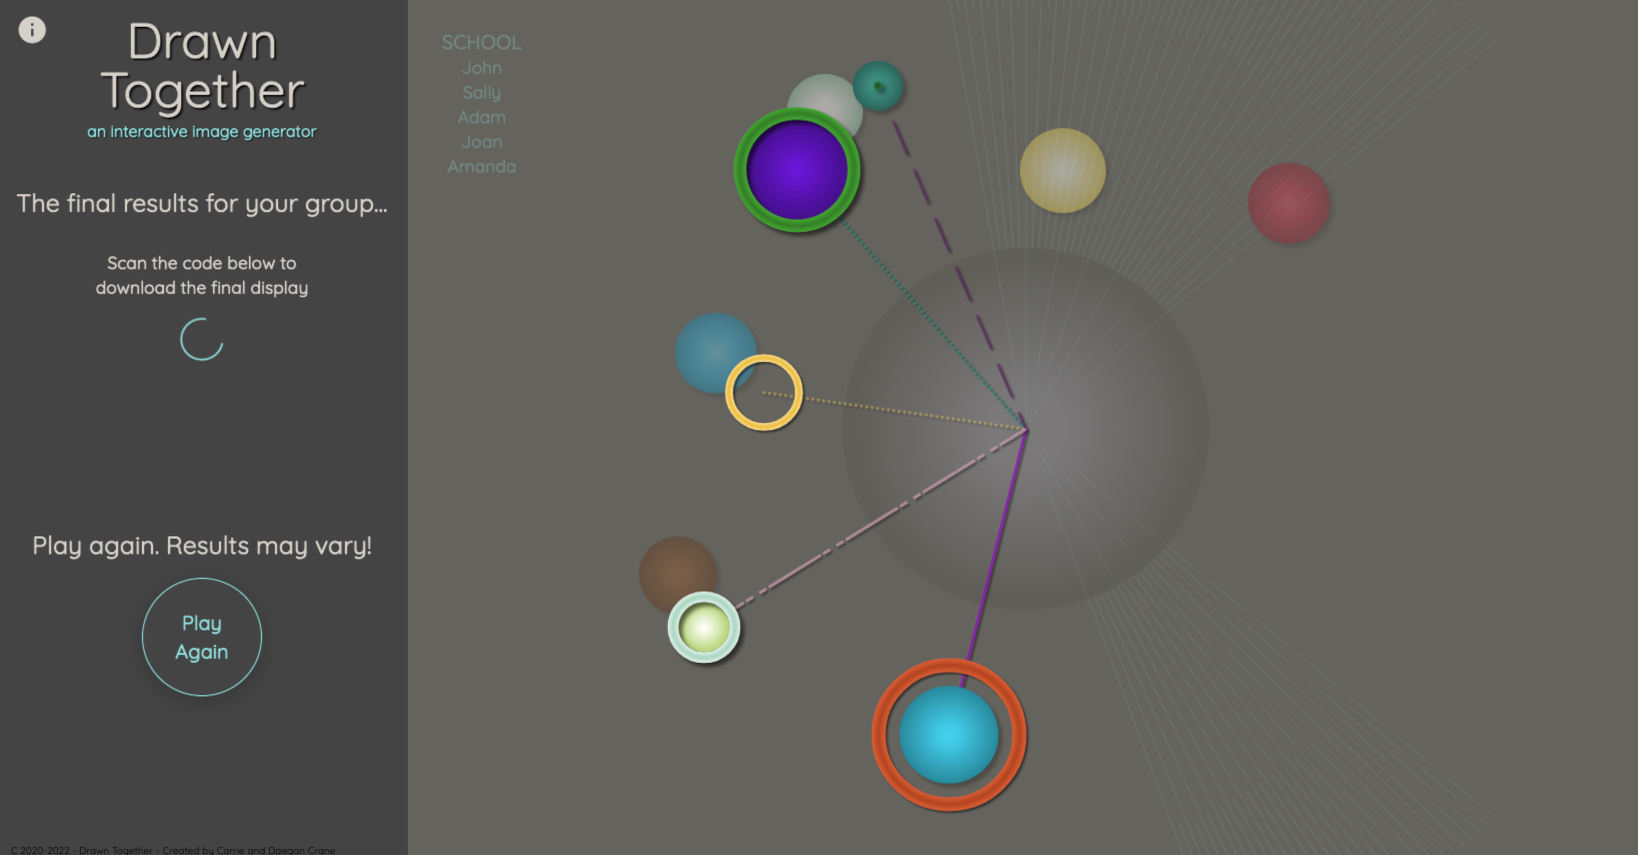 i
Drawn
Together
an interactive image generator
The final results for your group...
Scan the code below to
download the final display
Play again. Results may vary!
Play
Again
C 2020-2022 - Drawn Together - Created by Carrie and Daegan Crane
SCHOOL
John
Sally
Adam
Joan
Amanda